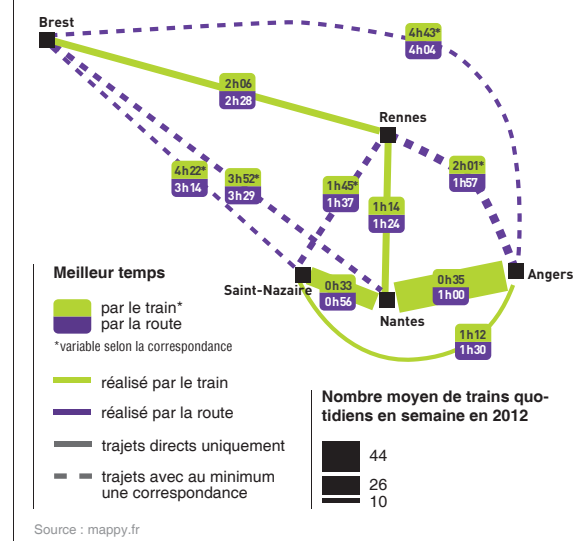 Brest
4h43*
4h04
2h06
2h28
Rennes
4h22*
3h14
3h52*
3h29
1h45*
1h37
2h01*
1h57
1h14
1h24
Saint-Nazaire
0h33
0h56
Nantes
0h35
1h00
Angers
1h12
1h30
Meilleur temps
par le train*
par la route
*variable selon la correspondance
réalisé par le train
réalisé par la route
trajets directs uniquement
trajets avec au minimum
une correspondance
Nombre moyen de trains quo-
tidiens en semaine en 2012
44
26
10
Source : mappy.fr